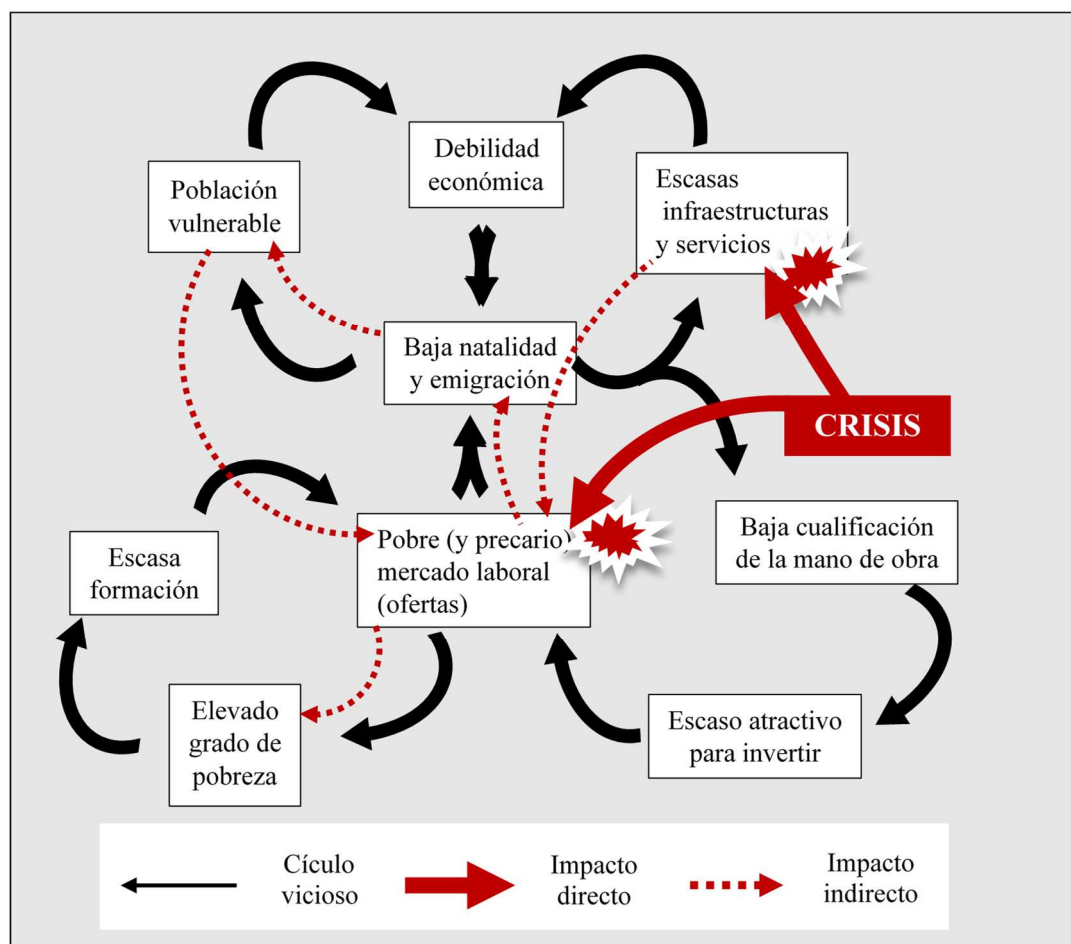 Debilidad
económica
Población
vulnerable
Escasas
infraestructuras
y servicios
Baja natalidad
y emigración
CRISIS
Pobre (y precario)
mercado laboral
(ofertas)
Baja cualificación
de la mano de obra
Escasa
formación
Elevado
grado de
pobreza
Escaso atractivo
para invertir
Cículo
vicioso
Impacto
directo
Impacto
indirecto